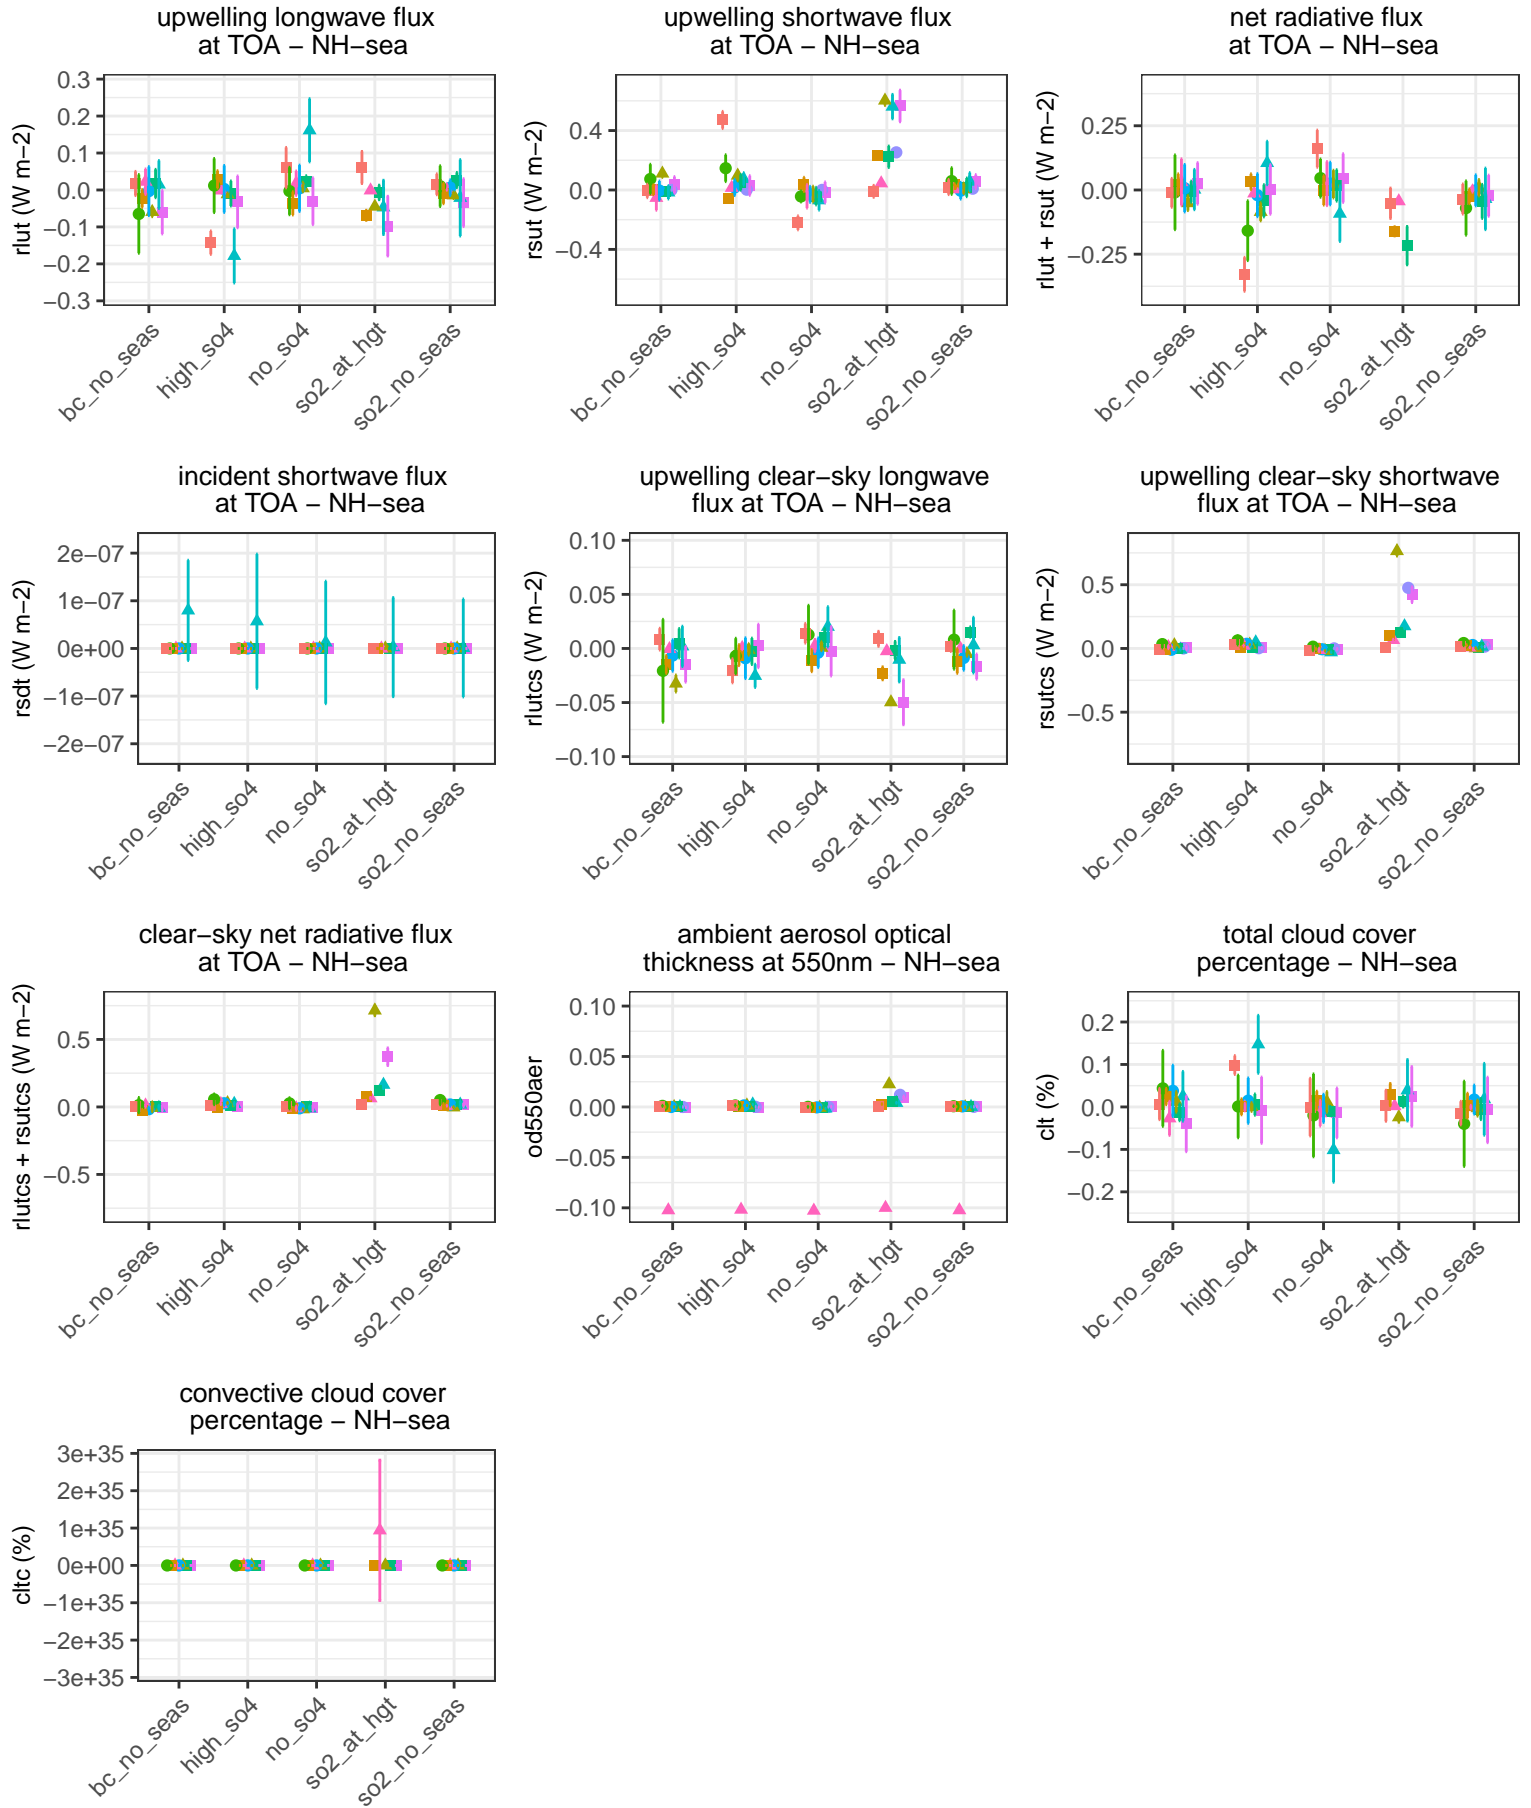 upwelling longwave flux
at TOA − NH−sea
rlut (W m−2)
0.3
0.2
0.1
0.0
−0.1
−0.2
−0.3
bc_no_seas
high_so4
no_so4
so2_at_hgt
so2_no_seas
upwelling shortwave flux
at TOA − NH−sea
rsut (W m−2)
0.4
0.0
−0.4
bc_no_seas
high_so4
no_so4
so2_at_hgt
so2_no_seas
net radiative flux
at TOA − NH−sea
rlut + rsut (W m−2)
0.25
0.00
−0.25
bc_no_seas
high_so4
no_so4
so2_at_hgt
so2_no_seas
incident shortwave flux
at TOA − NH−sea
rsdt (W m−2)
2e−07
1e−07
0e+00
−1e−07
−2e−07
bc_no_seas
high_so4
no_so4
so2_at_hgt
so2_no_seas
upwelling clear−sky longwave
flux at TOA − NH−sea
rlutcs (W m−2)
0.10
0.05
0.00
−0.05
−0.10
bc_no_seas
high_so4
no_so4
so2_at_hgt
so2_no_seas
upwelling clear−sky shortwave
flux at TOA − NH−sea
rsutcs (W m−2)
0.5
0.0
−0.5
bc_no_seas
high_so4
no_so4
so2_at_hgt
so2_no_seas
clear−sky net radiative flux
at TOA − NH−sea
rlutcs + rsutcs (W m−2)
0.5
0.0
−0.5
bc_no_seas
high_so4
no_so4
so2_at_hgt
so2_no_seas
ambient aerosol optical
thickness at 550nm − NH−sea
od550aer
0.10
0.05
0.00
−0.05
−0.10
bc_no_seas
high_so4
no_so4
so2_at_hgt
so2_no_seas
total cloud cover
percentage − NH−sea
clt (%)
0.2
0.1
0.0
−0.1
−0.2
bc_no_seas
high_so4
no_so4
so2_at_hgt
so2_no_seas
convective cloud cover
percentage − NH−sea
cltc (%)
3e+35
2e+35
1e+35
0e+00
−1e+35
−2e+35
−3e+35
bc_no_seas
high_so4
no_so4
so2_at_hgt
so2_no_seas